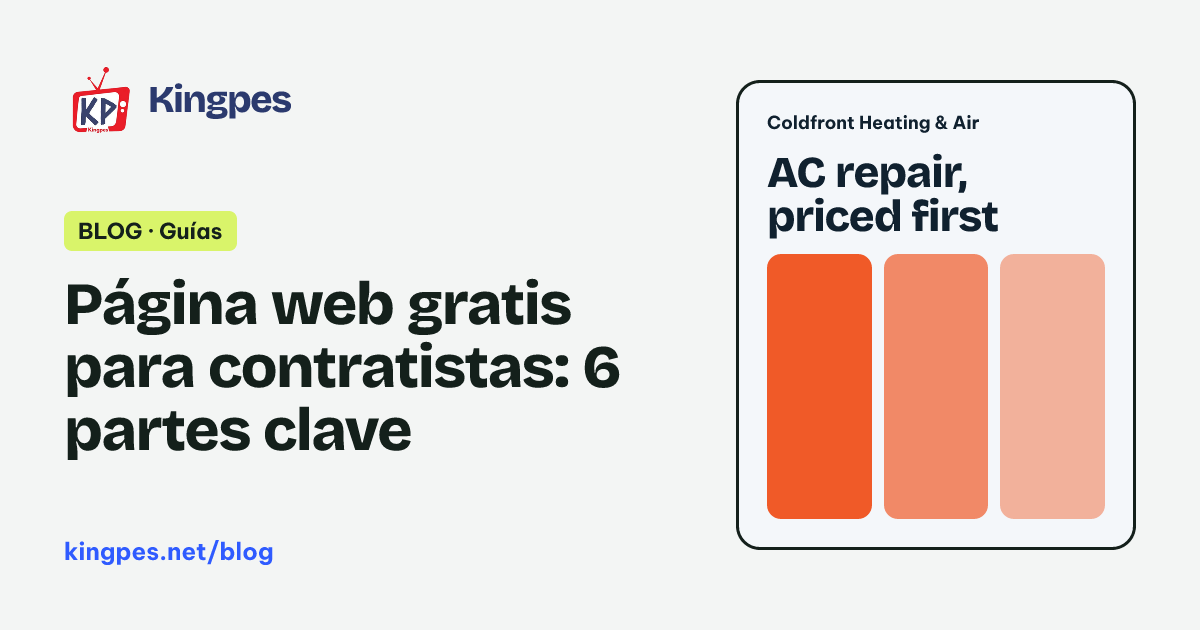 KP
Kingpes
Kingpes
BLOG · Guías
Página web gratis
para contratistas: 6
partes clave
kingpes.net/blog
Coldfront Heating & Air
AC repair,
priced first